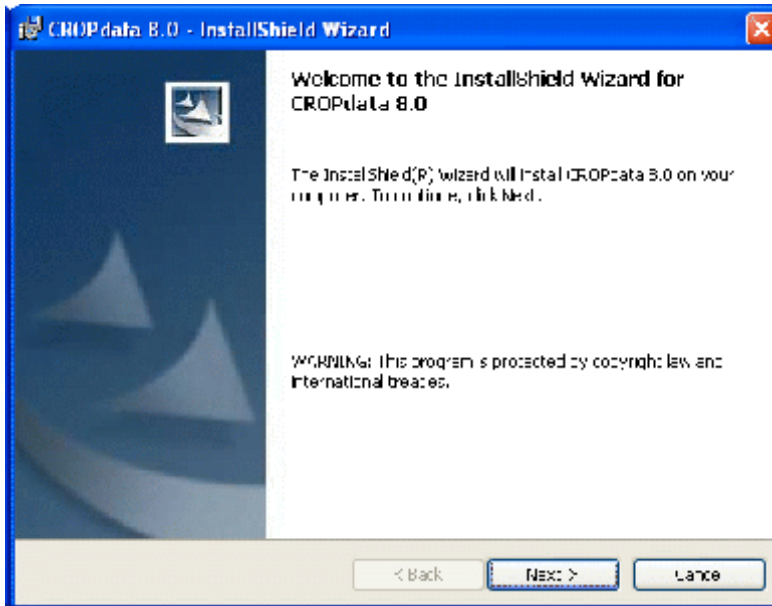 CROPdata 8.0 - InstallShield Wizard
Welcome to the InstallShield Wizard for
CROPdata 8.0
The InstallShield(R) Wizard will install CROPdata 8.0 on your
computer. To continue, click Next.
WARNING: This program is protected by copyright law and
international treaties.
< Back
Next >
Cancel